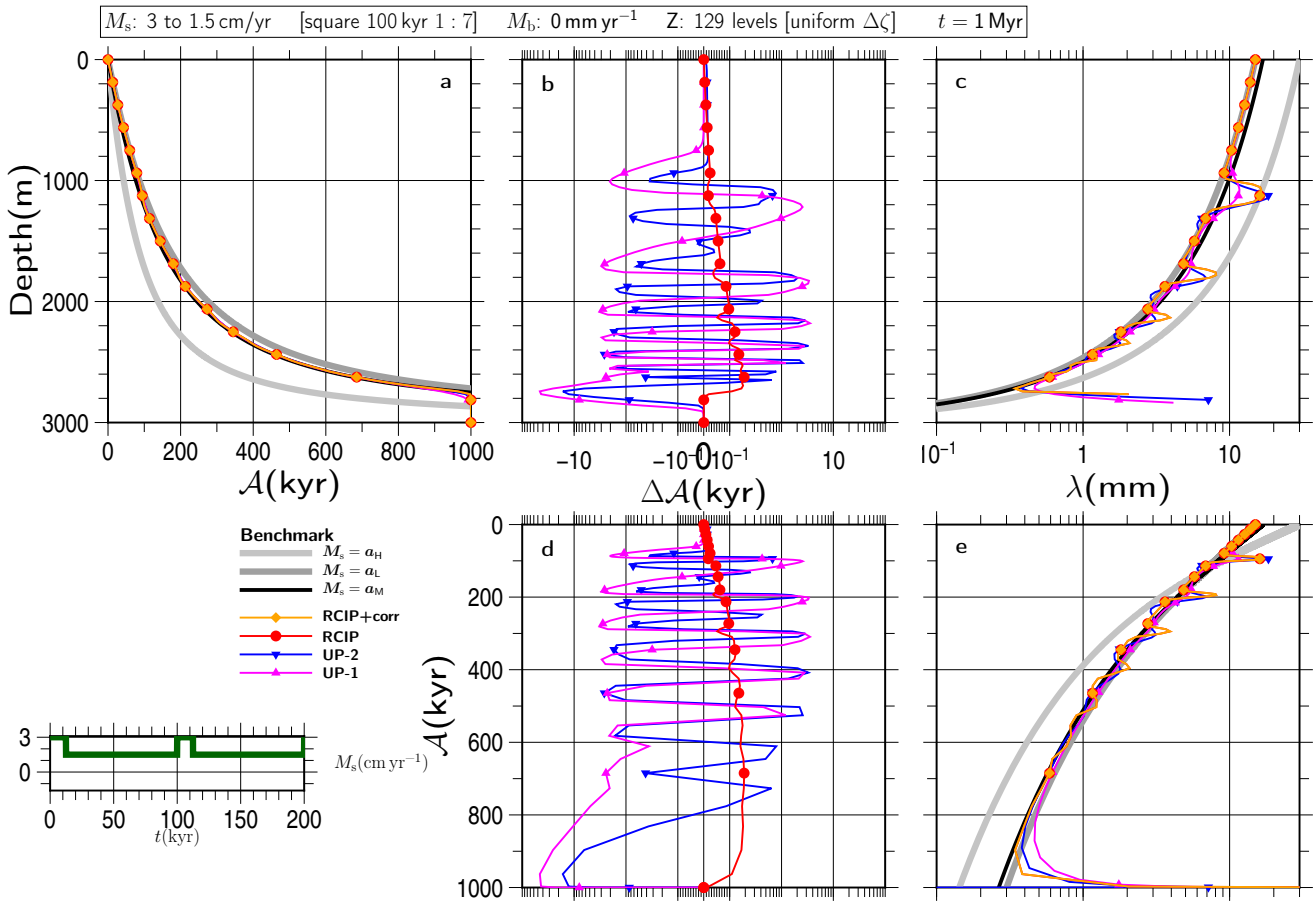 Mₛ: 3 to 1.5 cm/yr [square 100 kyr 1 : 7] M_b: 0 mm yr⁻¹ Z: 129 levels [uniform Δζ] t = 1 Myr
a b c
0 1000 2000 3000
Depth(m)
0 200 400 600 800 1000
𝒜(kyr)
−10 −10⁻¹ 0 10⁻¹ 10
Δ𝒜(kyr)
10⁻¹ 1 10
λ(mm)
Benchmark
Mₛ = a_H
Mₛ = a_L
Mₛ = a_M
RCIP+corr
RCIP
UP-2
UP-1
d e
0 200 400 600 800 1000
𝒜(kyr)
3 0
Mₛ(cm yr⁻¹)
0 50 100 150 200
t(kyr)